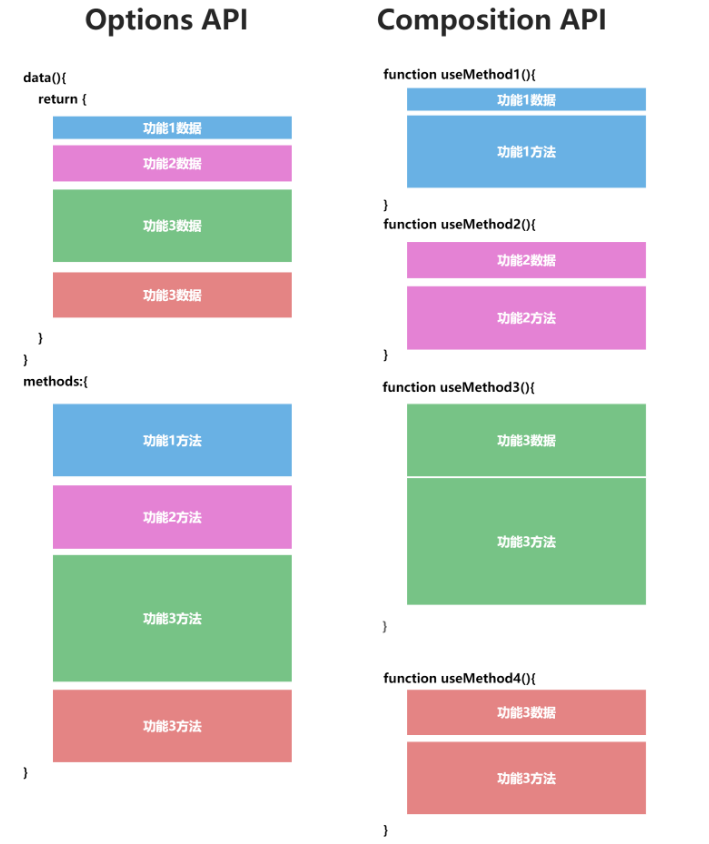 Options API
data(){
return {
功能1数据
功能2数据
功能3数据
功能3数据
}
}
methods:{
功能1方法
功能2方法
功能3方法
功能3方法
}
Composition API
function useMethod1(){
功能1数据
功能1方法
}
function useMethod2(){
功能2数据
功能2方法
}
function useMethod3(){
功能3数据
功能3方法
}
function useMethod4(){
功能3数据
功能3方法
}